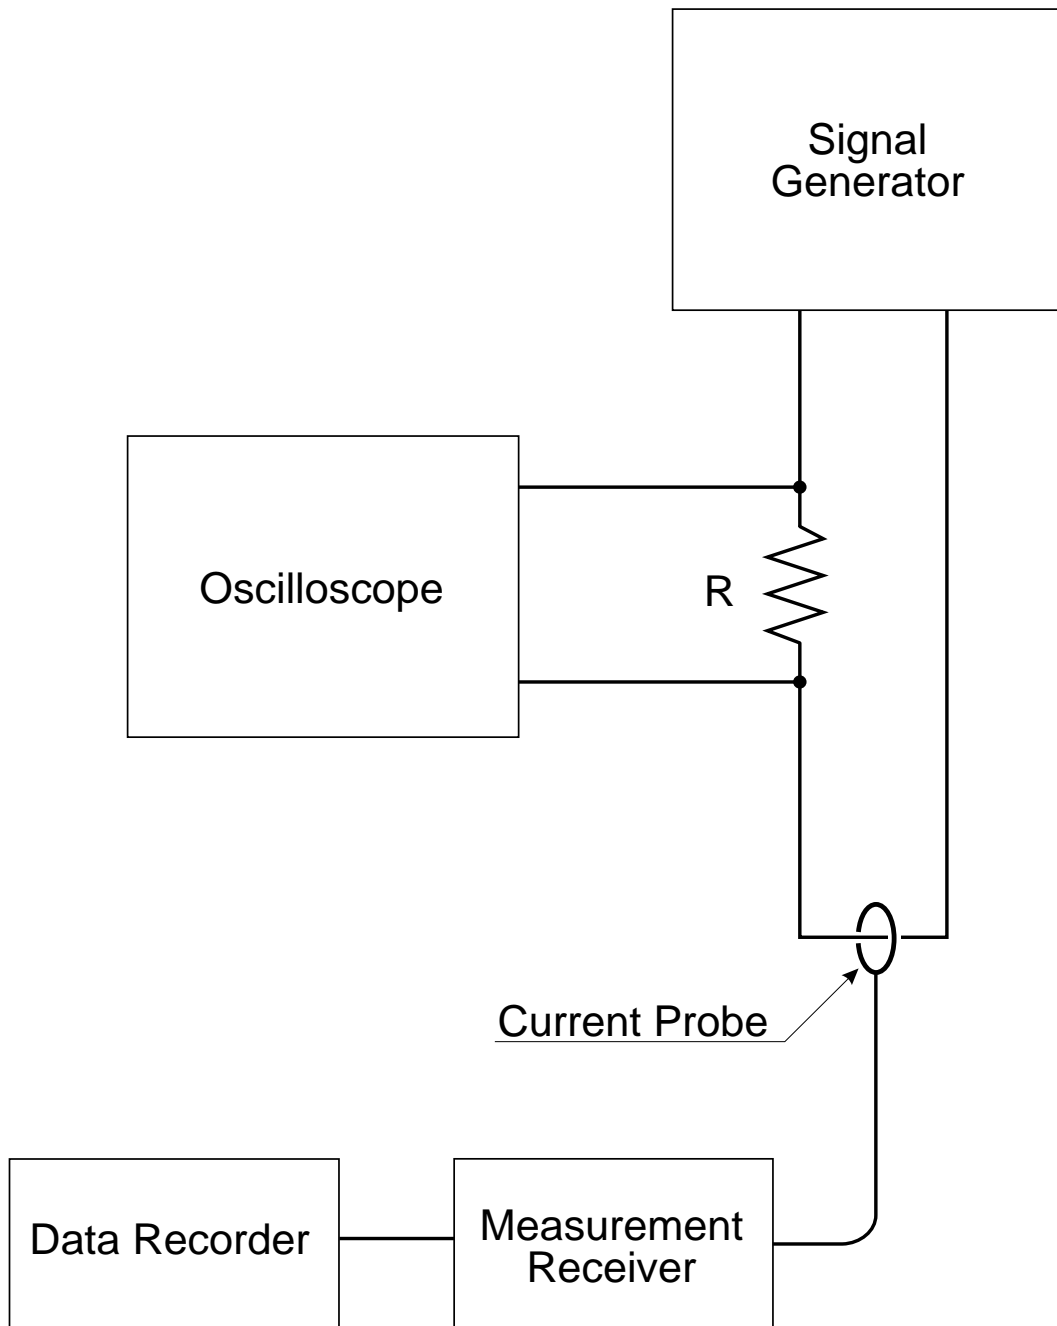 Signal
Generator
Oscilloscope
R
Current Probe
Data Recorder
Measurement
Receiver